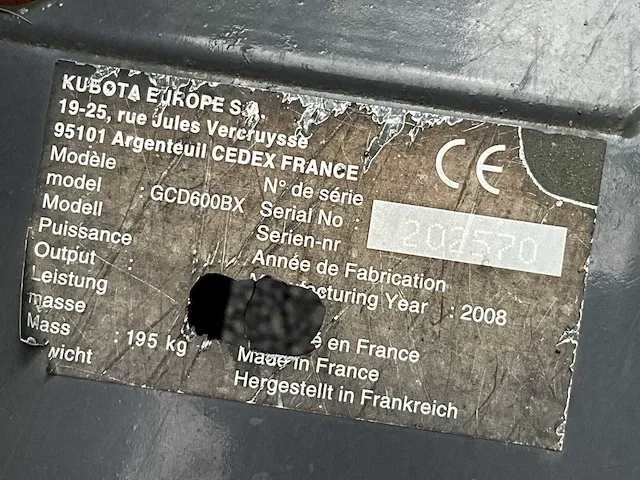 KUBOTA EUROPE S.A
19-25, rue Jules Vercruysse
95101 Argenteuil CEDEX FRANCE
CE
Modèle
model : GCD600BX
Modell
Puissance
Output :
Leistung
masse
Mass : 195 kg
wicht
N° de série
Serial No : 202570
Serien-nr
Année de Fabrication
Manufacturing Year : 2008
en France
Made in France
Hergestellt in Frankreich